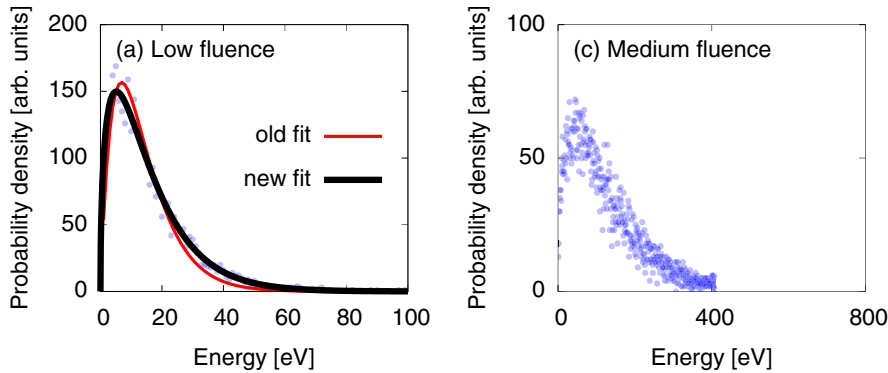 (a) Low fluence
Probability density [arb. units]
200
150
100
50
0
old fit
new fit
0 20 40 60 80 100
Energy [eV]
(c) Medium fluence
Probability density [arb. units]
100
50
0
0 400 800
Energy [eV]